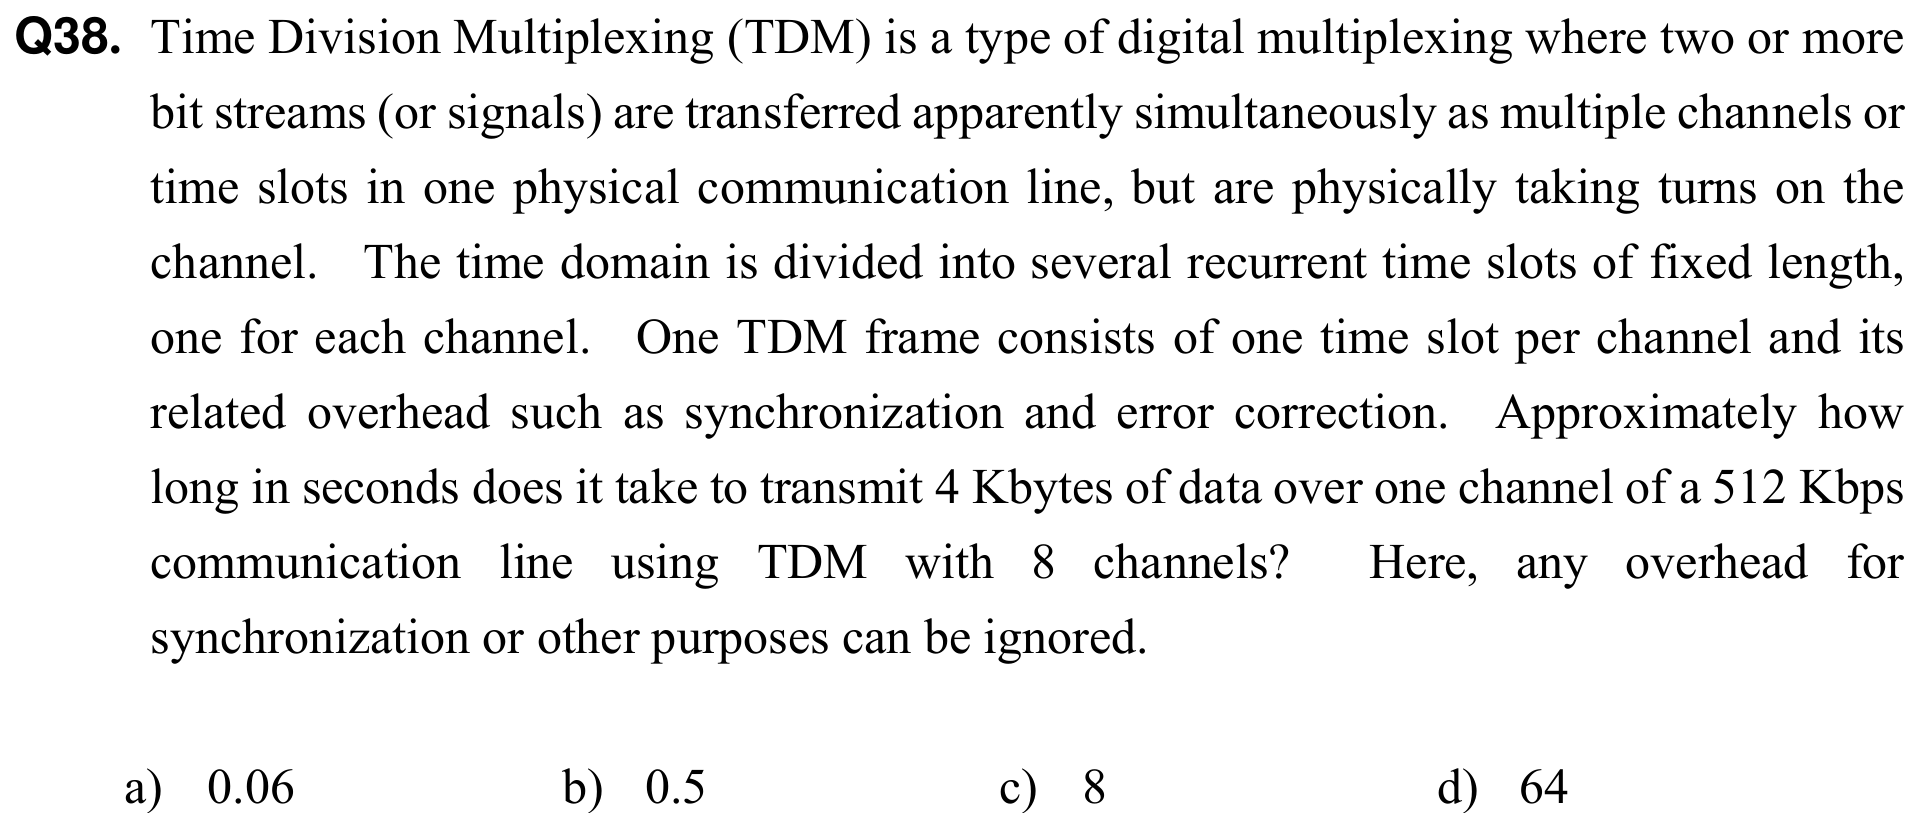 Q38. Time Division Multiplexing (TDM) is a type of digital multiplexing where two or more
bit streams (or signals) are transferred apparently simultaneously as multiple channels or
time slots in one physical communication line, but are physically taking turns on the
channel. The time domain is divided into several recurrent time slots of fixed length,
one for each channel. One TDM frame consists of one time slot per channel and its
related overhead such as synchronization and error correction. Approximately how
long in seconds does it take to transmit 4 Kbytes of data over one channel of a 512 Kbps
communication line using TDM with 8 channels? Here, any overhead for
synchronization or other purposes can be ignored.
a) 0.06 b) 0.5 c) 8 d) 64